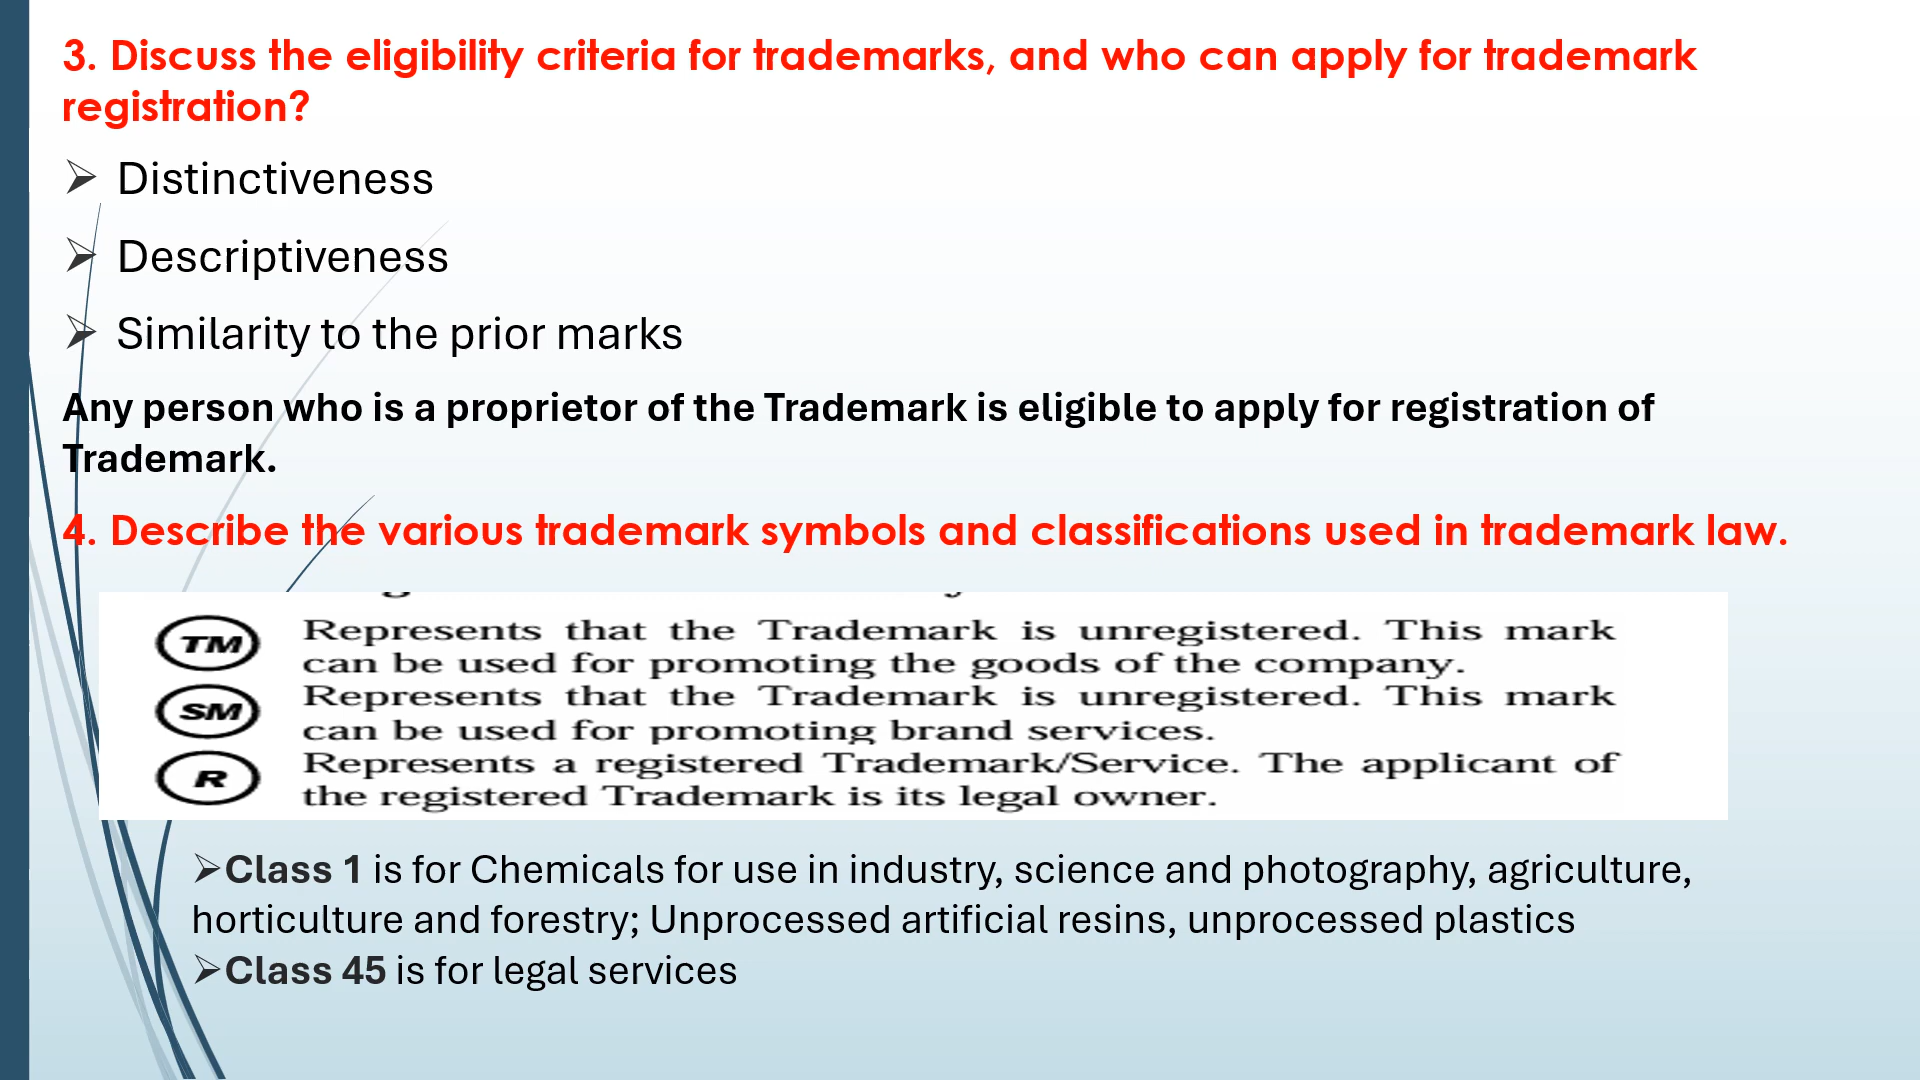 3. Discuss the eligibility criteria for trademarks, and who can apply for trademark
registration?
➢ Distinctiveness
➢ Descriptiveness
➢ Similarity to the prior marks
Any person who is a proprietor of the Trademark is eligible to apply for registration of
Trademark.
4. Describe the various trademark symbols and classifications used in trademark law.
TM Represents that the Trademark is unregistered. This mark
can be used for promoting the goods of the company.
SM Represents that the Trademark is unregistered. This mark
can be used for promoting brand services.
R Represents a registered Trademark/Service. The applicant of
the registered Trademark is its legal owner.
➢Class 1 is for Chemicals for use in industry, science and photography, agriculture,
horticulture and forestry; Unprocessed artificial resins, unprocessed plastics
➢Class 45 is for legal services